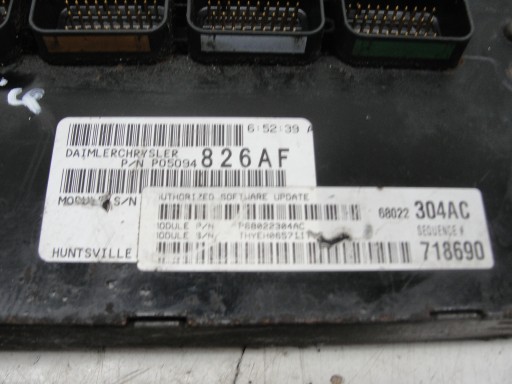 6:52:39 A
DAIMLERCHRYSLER
P/N P05094 826AF
MODULE S/N
HUNTSVILLE
AUTHORIZED SOFTWARE UPDATE
68022 304AC
MODULE P/N P68022304AC
SEQUENCE #
MODULE S/N
718690